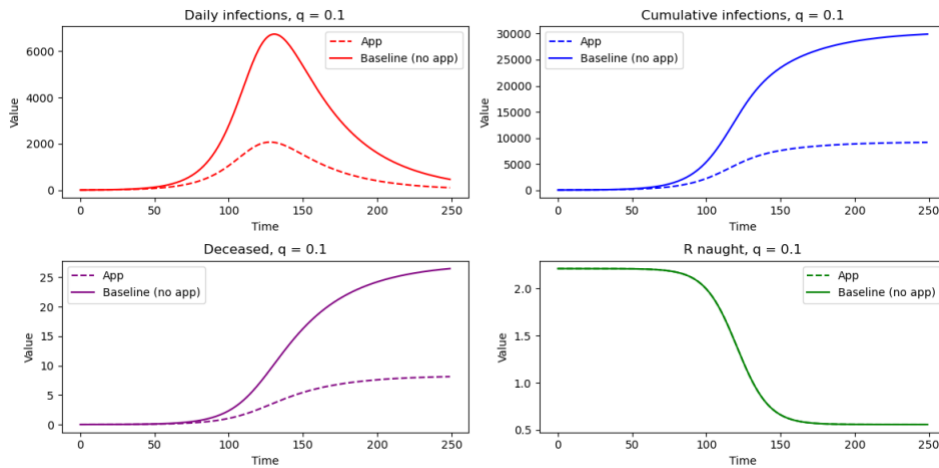 Daily infections, q = 0.1
Value
6000
4000
2000
0
App
Baseline (no app)
0 50 100 150 200 250
Time
Cumulative infections, q = 0.1
Value
30000
25000
20000
15000
10000
5000
0
App
Baseline (no app)
0 50 100 150 200 250
Time
Deceased, q = 0.1
Value
25
20
15
10
5
0
App
Baseline (no app)
0 50 100 150 200 250
Time
R naught, q = 0.1
Value
2.0
1.5
1.0
0.5
App
Baseline (no app)
0 50 100 150 200 250
Time